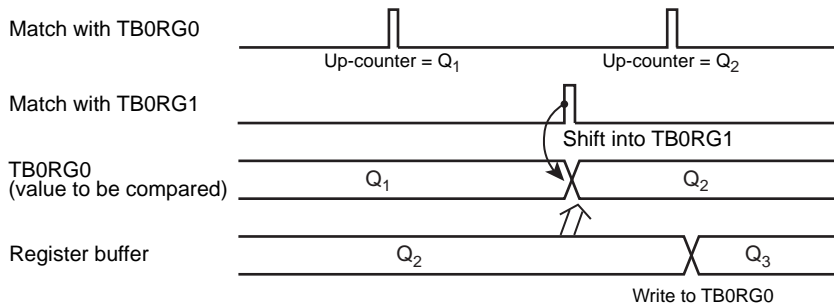 Match with TB0RG0
Up-counter = Q1 Up-counter = Q2
Match with TB0RG1
Shift into TB0RG1
TB0RG0
(value to be compared)
Q1 Q2
Register buffer
Q2 Q3
Write to TB0RG0